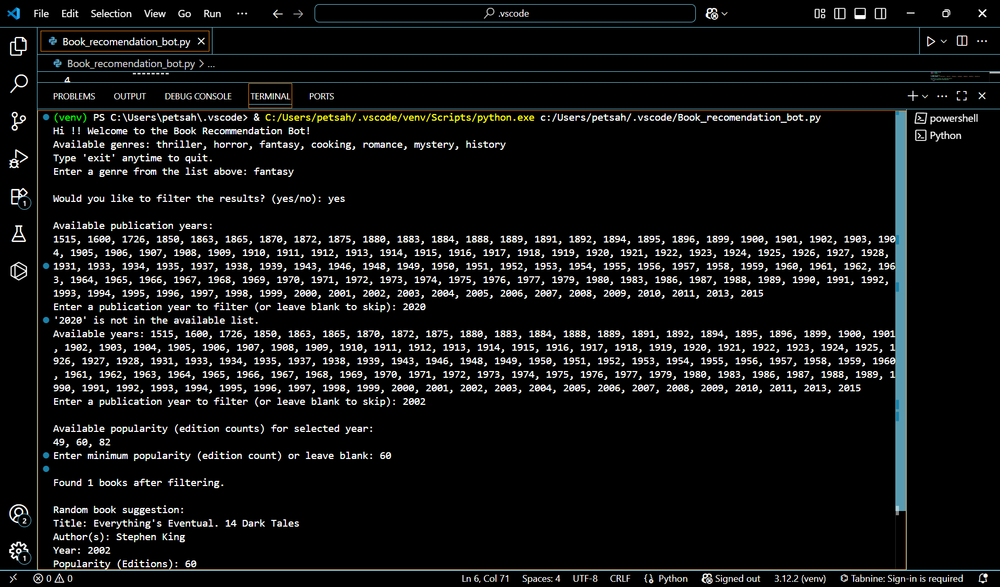 File Edit Selection View Go Run ··· .vscode
Book_recomendation_bot.py
Book_recomendation_bot.py > ...
4
PROBLEMS OUTPUT DEBUG CONSOLE TERMINAL PORTS
(venv) PS C:\Users\petsah\.vscode> & C:/Users/petsah/.vscode/venv/Scripts/python.exe c:/Users/petsah/.vscode/Book_recomendation_bot.py
Hi !! Welcome to the Book Recommendation Bot!
Available genres: thriller, horror, fantasy, cooking, romance, mystery, history
Type 'exit' anytime to quit.
Enter a genre from the list above: fantasy
Would you like to filter the results? (yes/no): yes
Available publication years:
1515, 1600, 1726, 1850, 1863, 1865, 1870, 1872, 1875, 1880, 1883, 1884, 1888, 1889, 1891, 1892, 1894, 1895, 1896, 1899, 1900, 1901, 1902, 1903, 190
4, 1905, 1906, 1907, 1908, 1909, 1910, 1911, 1912, 1913, 1914, 1915, 1916, 1917, 1918, 1919, 1920, 1921, 1922, 1923, 1924, 1925, 1926, 1927, 1928,
1931, 1933, 1934, 1935, 1937, 1938, 1939, 1943, 1946, 1948, 1949, 1950, 1951, 1952, 1953, 1954, 1955, 1956, 1957, 1958, 1959, 1960, 1961, 1962, 196
3, 1964, 1965, 1966, 1967, 1968, 1969, 1970, 1971, 1972, 1973, 1974, 1975, 1976, 1977, 1979, 1980, 1983, 1986, 1987, 1988, 1989, 1990, 1991, 1992,
1993, 1994, 1995, 1996, 1997, 1998, 1999, 2000, 2001, 2002, 2003, 2004, 2005, 2006, 2007, 2008, 2009, 2010, 2011, 2013, 2015
Enter a publication year to filter (or leave blank to skip): 2020
'2020' is not in the available list.
Available years: 1515, 1600, 1726, 1850, 1863, 1865, 1870, 1872, 1875, 1880, 1883, 1884, 1888, 1889, 1891, 1892, 1894, 1895, 1896, 1899, 1900, 1901
, 1902, 1903, 1904, 1905, 1906, 1907, 1908, 1909, 1910, 1911, 1912, 1913, 1914, 1915, 1916, 1917, 1918, 1919, 1920, 1921, 1922, 1923, 1924, 1925, 1
926, 1927, 1928, 1931, 1933, 1934, 1935, 1937, 1938, 1939, 1943, 1946, 1948, 1949, 1950, 1951, 1952, 1953, 1954, 1955, 1956, 1957, 1958, 1959, 1960
, 1961, 1962, 1963, 1964, 1965, 1966, 1967, 1968, 1969, 1970, 1971, 1972, 1973, 1974, 1975, 1976, 1977, 1979, 1980, 1983, 1986, 1987, 1988, 1989, 1
990, 1991, 1992, 1993, 1994, 1995, 1996, 1997, 1998, 1999, 2000, 2001, 2002, 2003, 2004, 2005, 2006, 2007, 2008, 2009, 2010, 2011, 2013, 2015
Enter a publication year to filter (or leave blank to skip): 2002
Available popularity (edition counts) for selected year:
49, 60, 82
Enter minimum popularity (edition count) or leave blank: 60
Found 1 books after filtering.
Random book suggestion:
Title: Everything's Eventual. 14 Dark Tales
Author(s): Stephen King
Year: 2002
Popularity (Editions): 60
powershell
Python
1
2
1
0 0 Ln 6, Col 71 Spaces: 4 UTF-8 CRLF Python Signed out 3.12.2 (venv) Tabnine: Sign-in is required